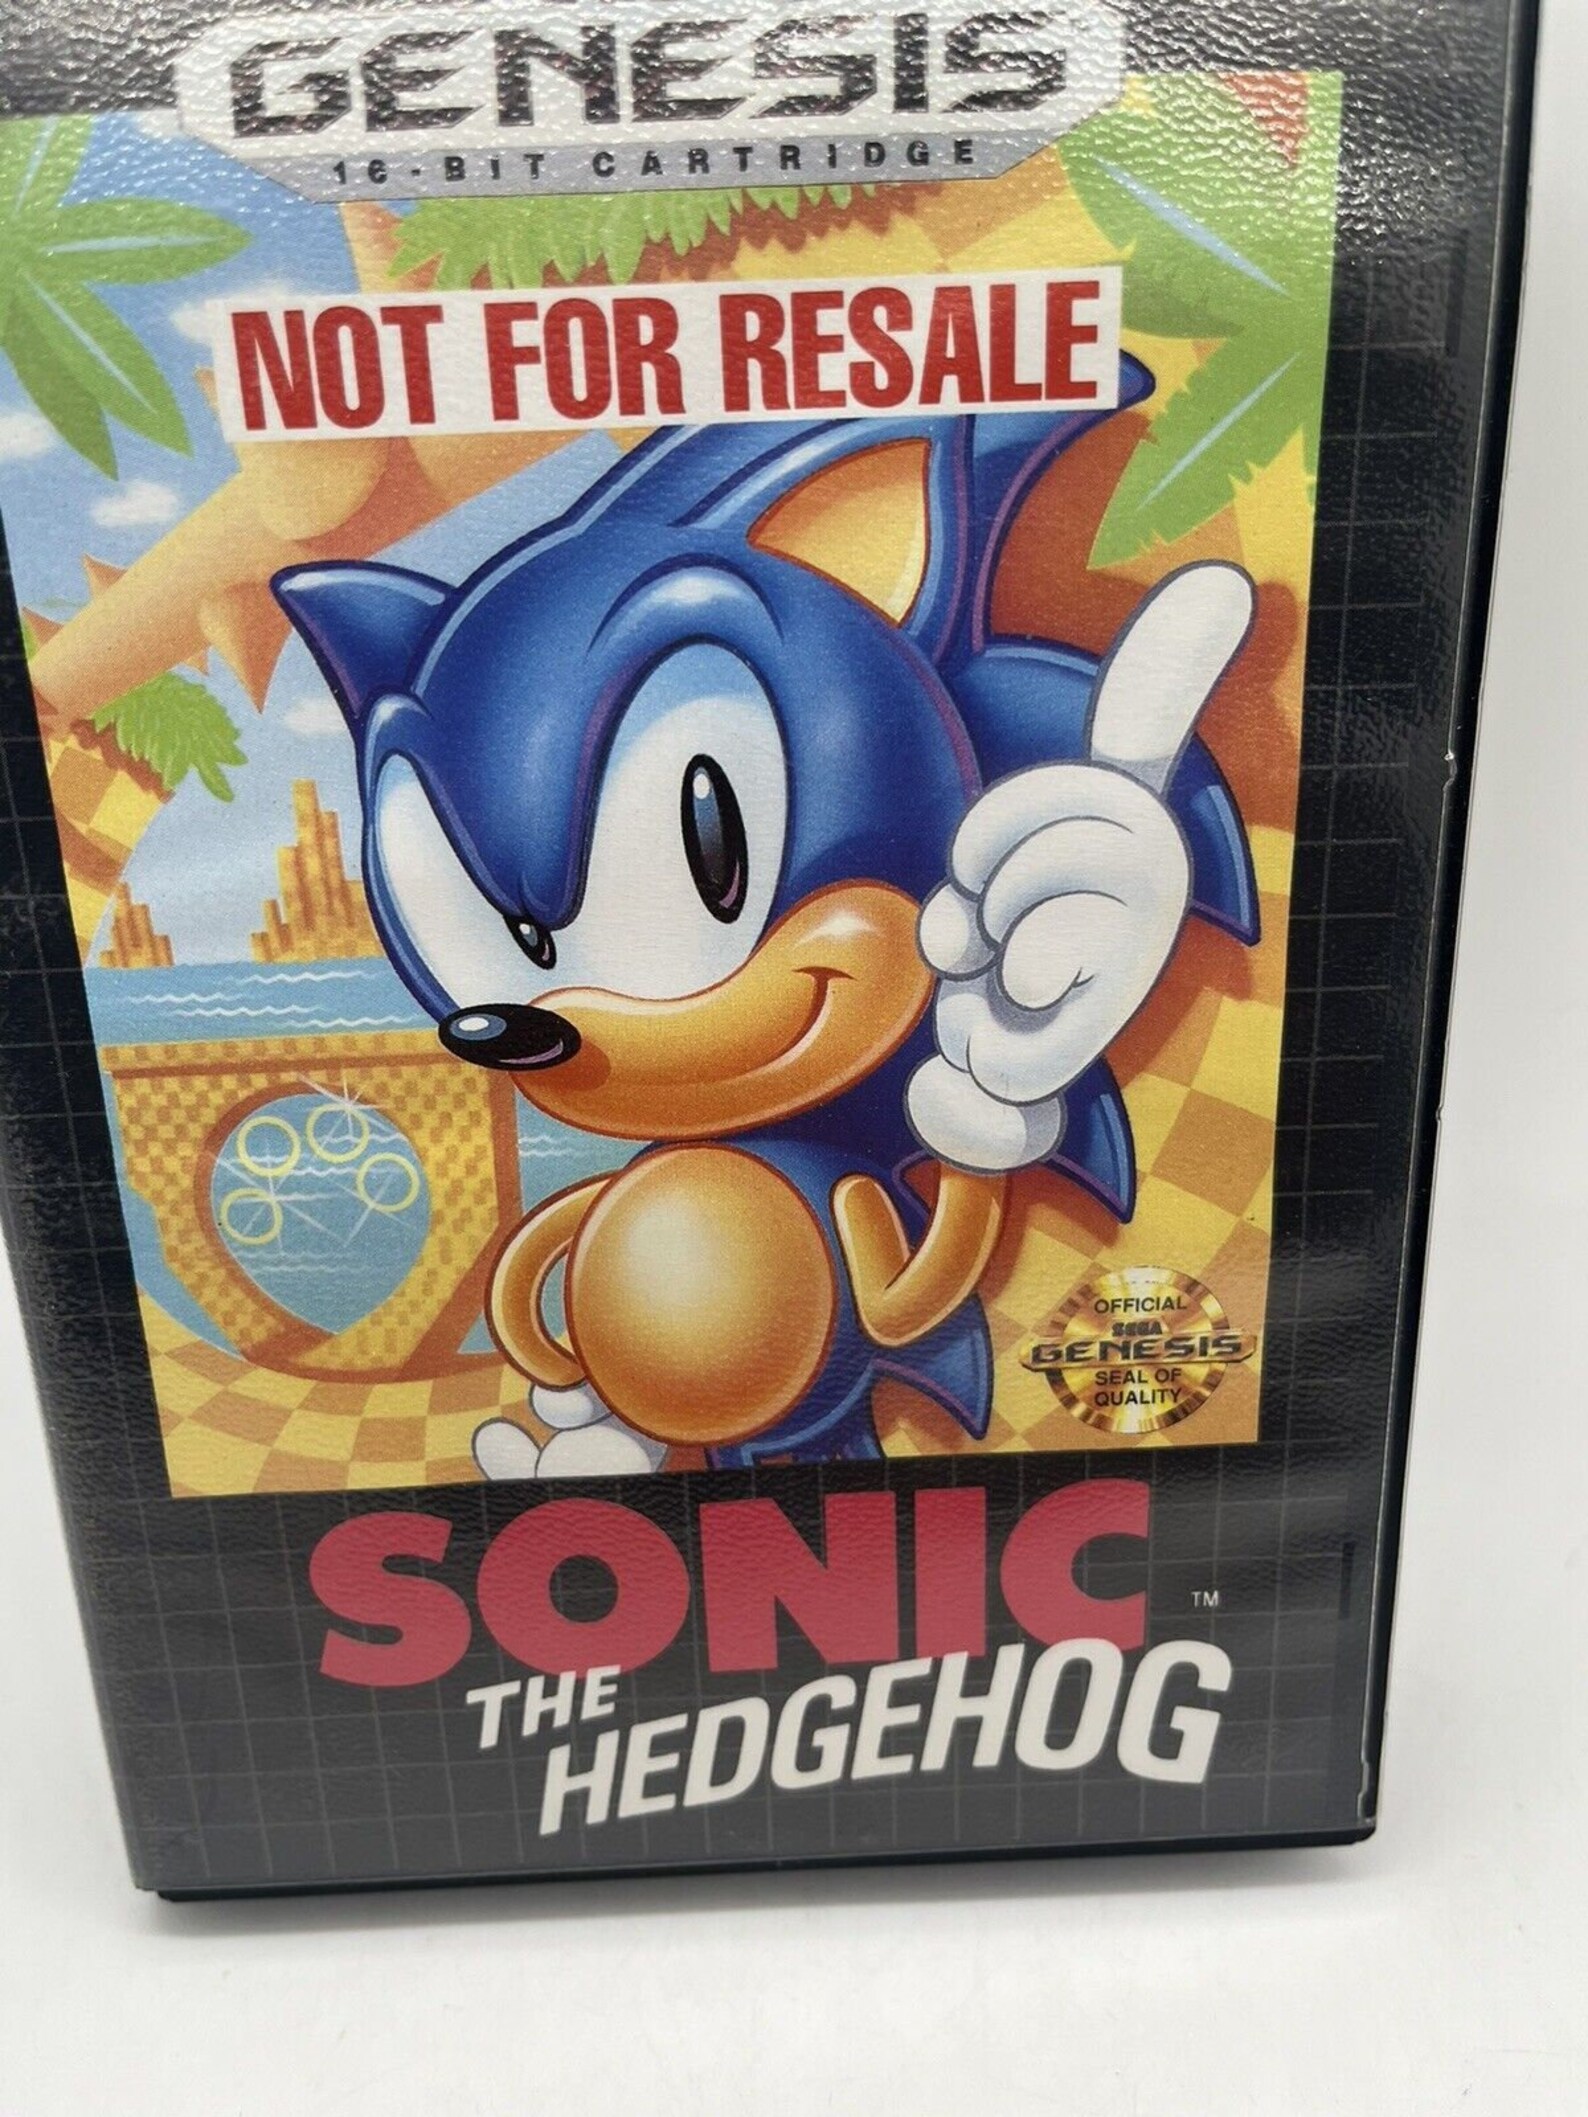 GENESIS
16-BIT CARTRIDGE
NOT FOR RESALE
OFFICIAL
SEGA
GENESIS
SEAL OF
QUALITY
SONIC
TM
THE
HEDGEHOG